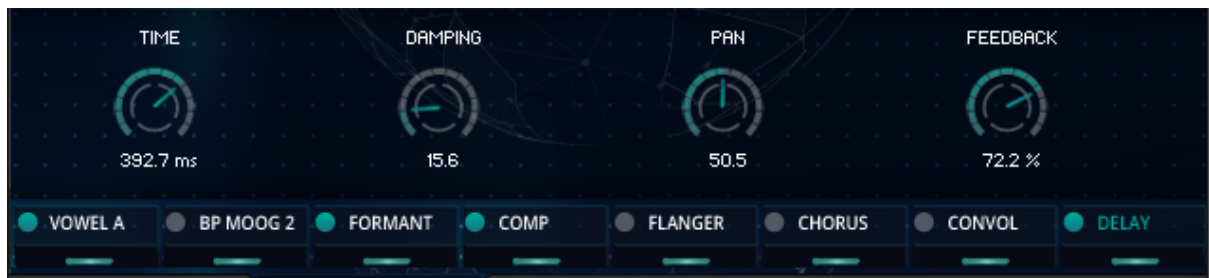 TIME DAMPING PAN FEEDBACK
392.7 ms 15.6 50.5 72.2 %
VOWEL A BP MOOG 2 FORMANT COMP FLANGER CHORUS CONVOL DELAY